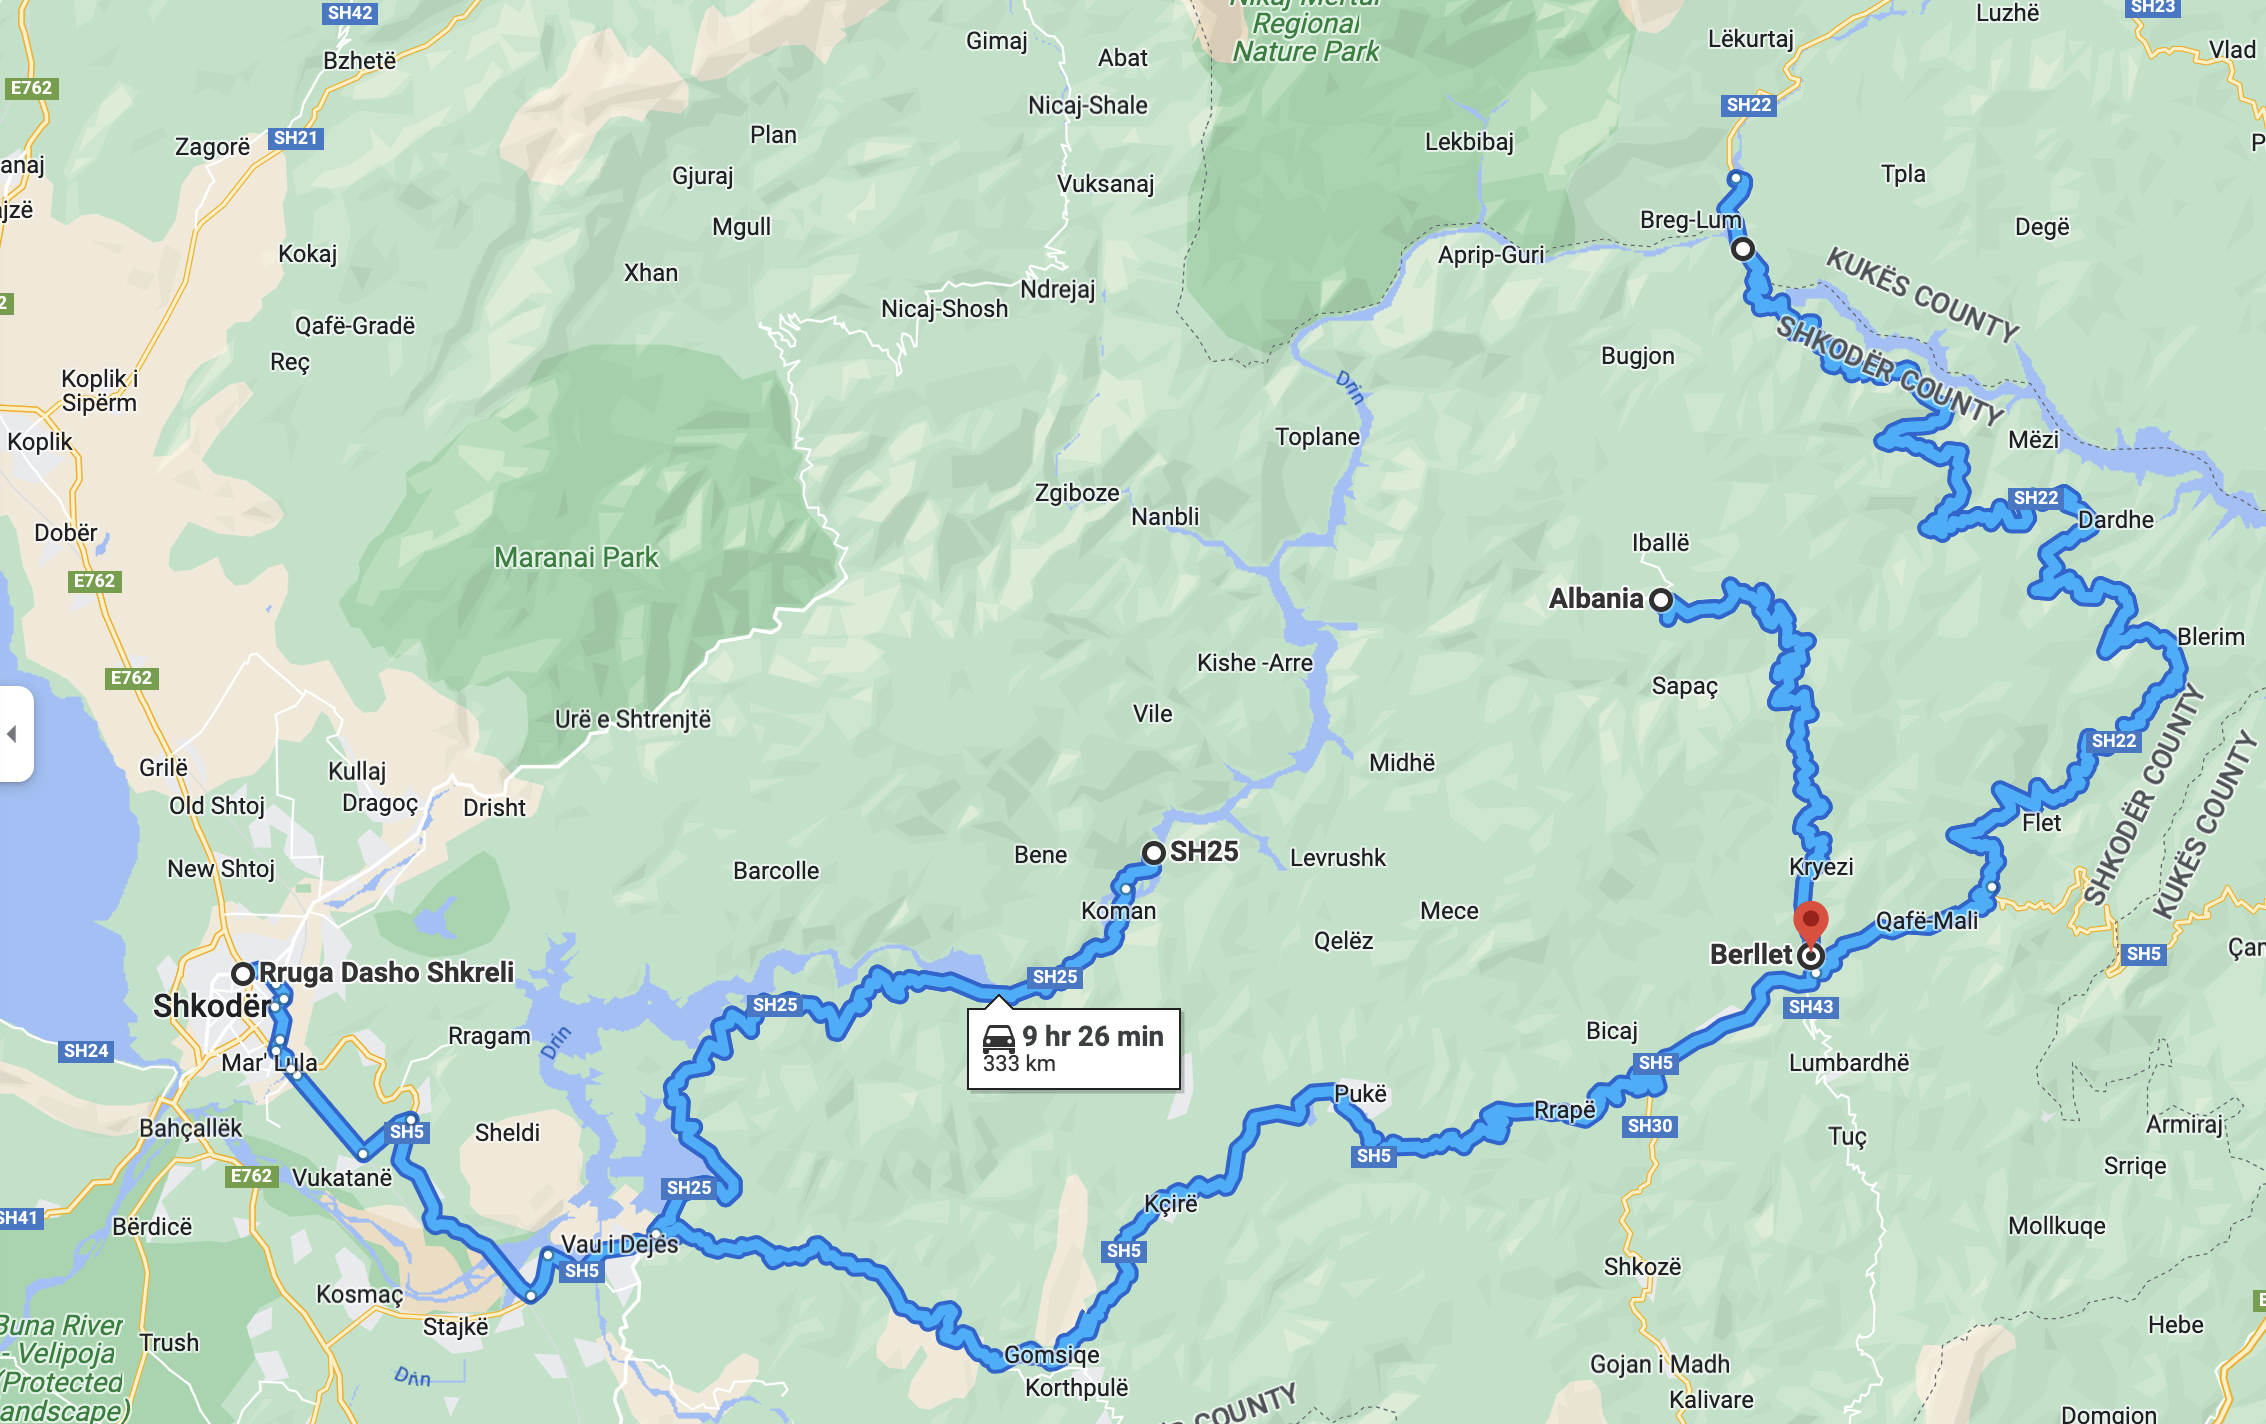 SH42
Bzhetë
E762
SH21
Zagorë
anaj
ajzë
Kokaj
Qafë-Gradë
Reç
Koplik i
Sipërm
Koplik
Dobër
E762
E762
2
Gimaj
Abat
Nicaj-Shale
Plan
Gjuraj
Vuksanaj
Mgull
Xhan
Ndrejaj
Nicaj-Shosh
Nikaj Mertur
Regional
Nature Park
Lekbibaj
Aprip-Guri
Luzhë
SH23
Lëkurtaj
Vlad
SH22
Tpla
P
Breg-Lum
Degë
KUKËS COUNTY
SHKODËR COUNTY
Bugjon
Drin
Toplane
Mëzi
Zgiboze
Nanbli
SH22
Dardhe
Maranai Park
Iballë
Albania
Blerim
Kishe -Arre
Sapaç
Urë e Shtrenjtë
Vile
SH22
SHKODËR COUNTY
KUKËS COUNTY
Midhë
Grilë
Kullaj
Old Shtoj
Dragoç
Drisht
Flet
New Shtoj
Barcolle
Bene
SH25
Levrushk
Kryezi
Koman
Mece
Qafë-Mali
Qelëz
Berllet
SH5
Çam
Rruga Dasho Shkreli
Shkodër
SH25
SH25
SH43
9 hr 26 min
333 km
Rragam
Drin
Bicaj
SH24
Mar' Lula
SH5
Lumbardhë
Pukë
Rrapë
Bahçallëk
SH5
Sheldi
SH30
Armiraj
Tuç
SH5
Vukatanë
E762
SH25
Srriqe
Kçirë
SH41
Bërdicë
Mollkuqe
Vau i Dejës
SH5
SH5
Shkozë
Kosmaç
Stajkë
E
Buna River
- Velipoja
(Protected
andscape)
Trush
Hebe
Gomsiqe
Gojan i Madh
Korthpulë
Kalivare
COUNTY
Domgjon